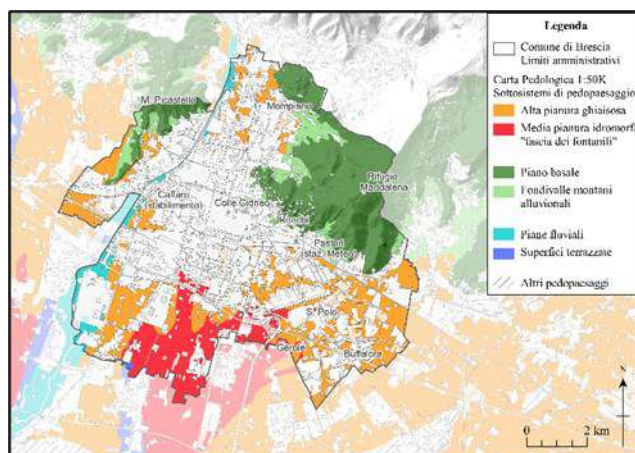 Legenda
Comune di Brescia
Limiti amministrativi
Carta Pedologica 1:50K
Sottosistemi di pedopaesaggio
Alta pianura ghiaiosa
Media pianura idromorfa
"fascia dei fontanili"
Piano basale
Fondivalle montani
alluvionali
Piane fluviali
Superfici terrazzate
Altri pedopaesaggi
N
0 2 km
M. Picastello
Mompiano
Rifugio
Maddalena
Caffaro
(stabilimento)
Colle Cidneo
Ronchi
Pastori
(staz. Meteo)
S. Polo
Gerole
Buffalora